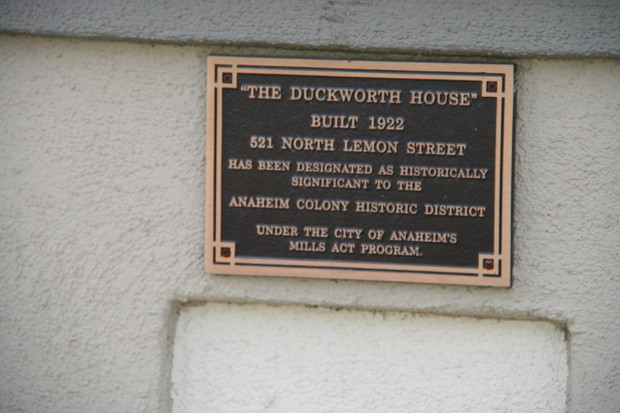 "THE DUCKWORTH HOUSE"
BUILT 1922
521 NORTH LEMON STREET
HAS BEEN DESIGNATED AS HISTORICALLY
SIGNIFICANT TO THE
ANAHEIM COLONY HISTORIC DISTRICT
UNDER THE CITY OF ANAHEIM'S
MILLS ACT PROGRAM.